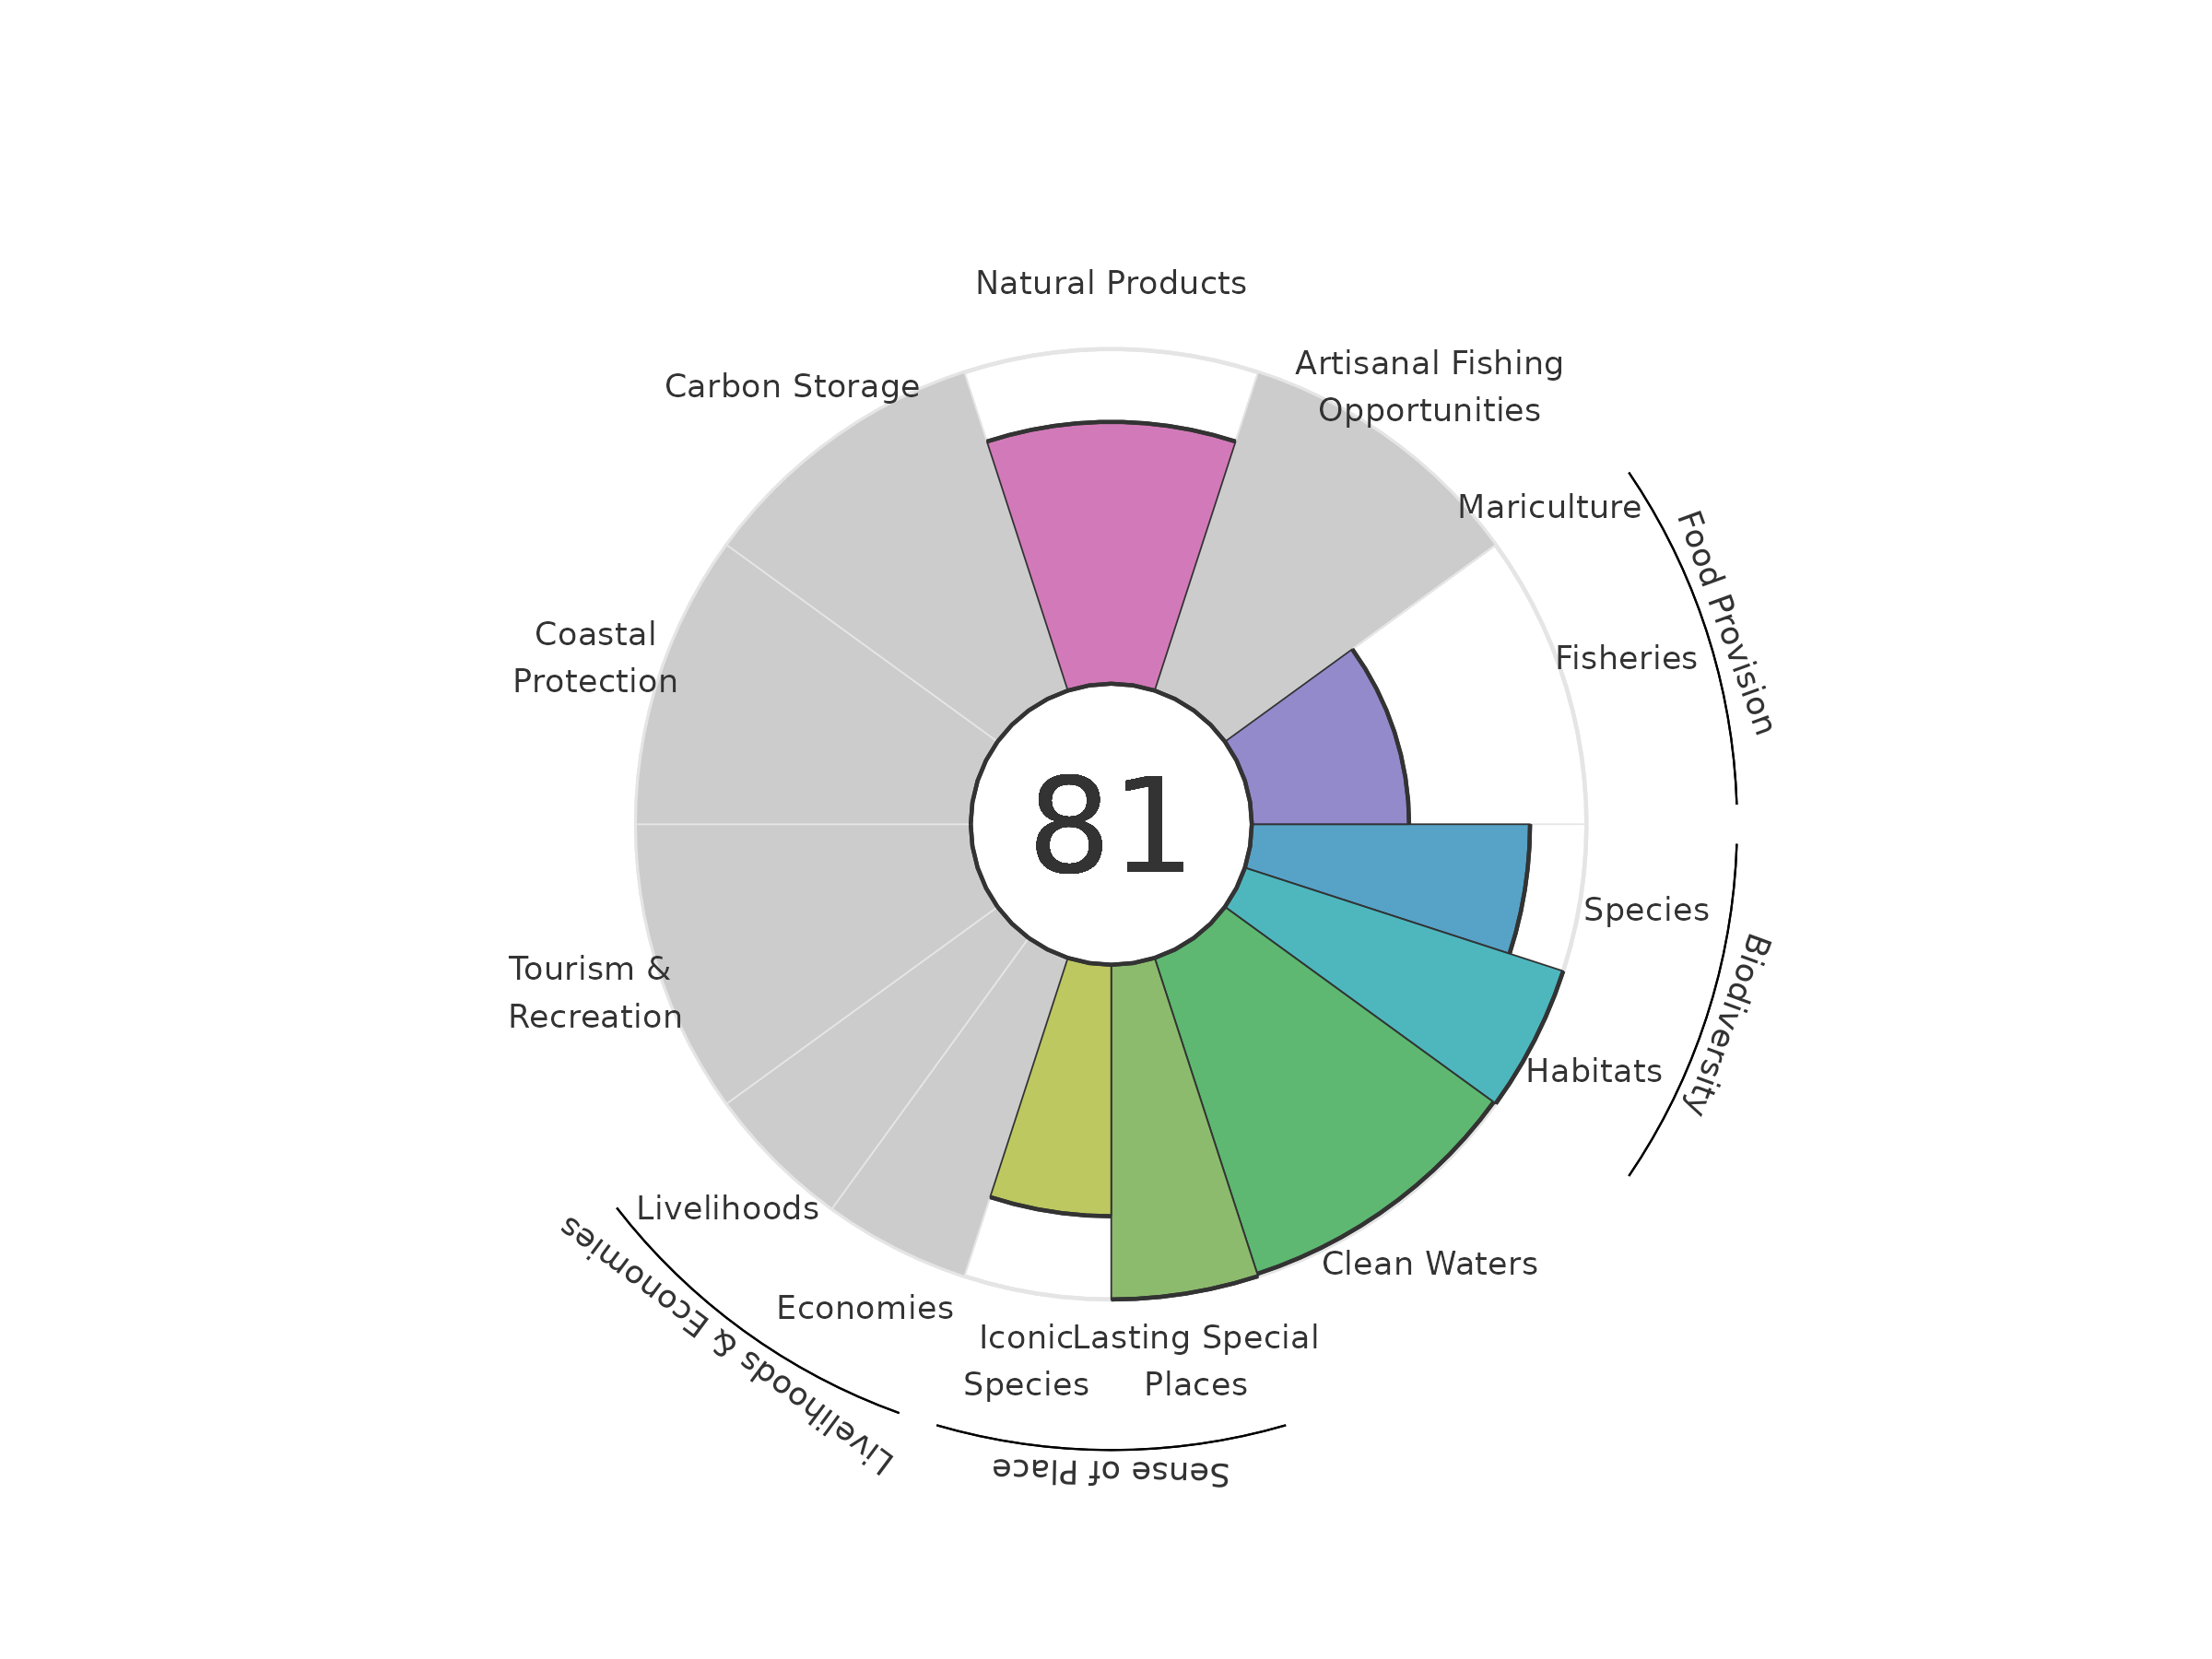 Natural Products
Artisanal Fishing
Opportunities
Carbon Storage
Mariculture
Food Provision
Coastal
Protection
Fisheries
81
Species
Biodiversity
Tourism &
Recreation
Habitats
Livelihoods
Clean Waters
Livelihoods & Economies
Economies
Iconic
Species
Lasting Special
Places
Sense of Place